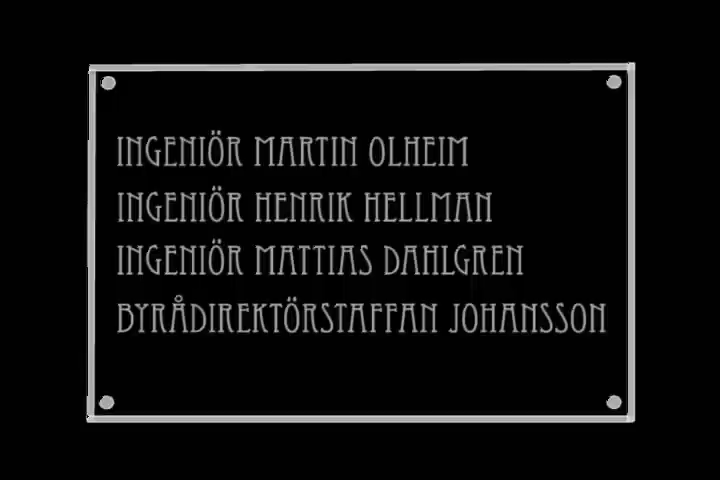 INGENIÖR MARTIN OLHEIM
INGENIÖR HENRIK HELLMAN
INGENIÖR MATTIAS DAHLGREN
BYRÅDIREKTÖRSTAFFAN JOHANSSON